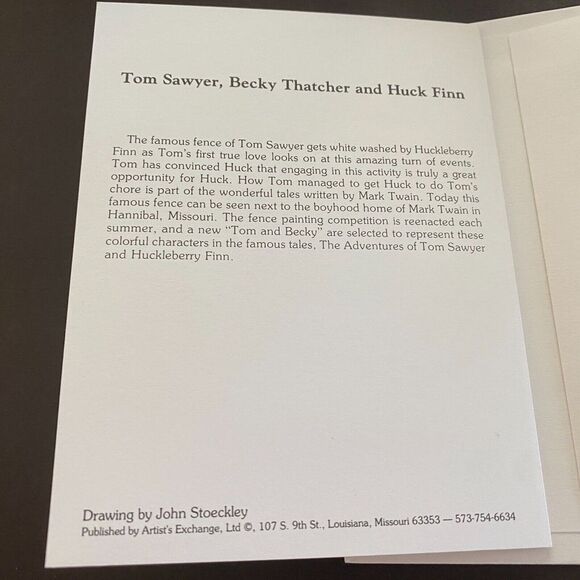 Tom Sawyer, Becky Thatcher and Huck Finn
The famous fence of Tom Sawyer gets white washed by Huckleberry
Finn as Tom's first true love looks on at this amazing turn of events.
Tom has convinced Huck that engaging in this activity is truly a great
opportunity for Huck. How Tom managed to get Huck to do Tom's
chore is part of the wonderful tales written by Mark Twain. Today this
famous fence can be seen next to the boyhood home of Mark Twain in
Hannibal, Missouri. The fence painting competition is reenacted each
summer, and a new "Tom and Becky" are selected to represent these
colorful characters in the famous tales, The Adventures of Tom Sawyer
and Huckleberry Finn.
Drawing by John Stoeckley
Published by Artist's Exchange, Ltd ©, 107 S. 9th St., Louisiana, Missouri 63353 — 573-754-6634